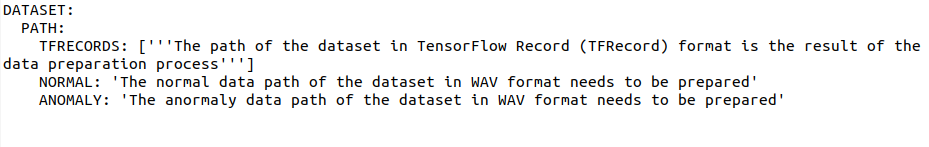 DATASET:
  PATH:
    TFRECORDS: ['''The path of the dataset in TensorFlow Record (TFRecord) format is the result of the
data preparation process''']
    NORMAL: 'The normal data path of the dataset in WAV format needs to be prepared'
    ANOMALY: 'The anormaly data path of the dataset in WAV format needs to be prepared'